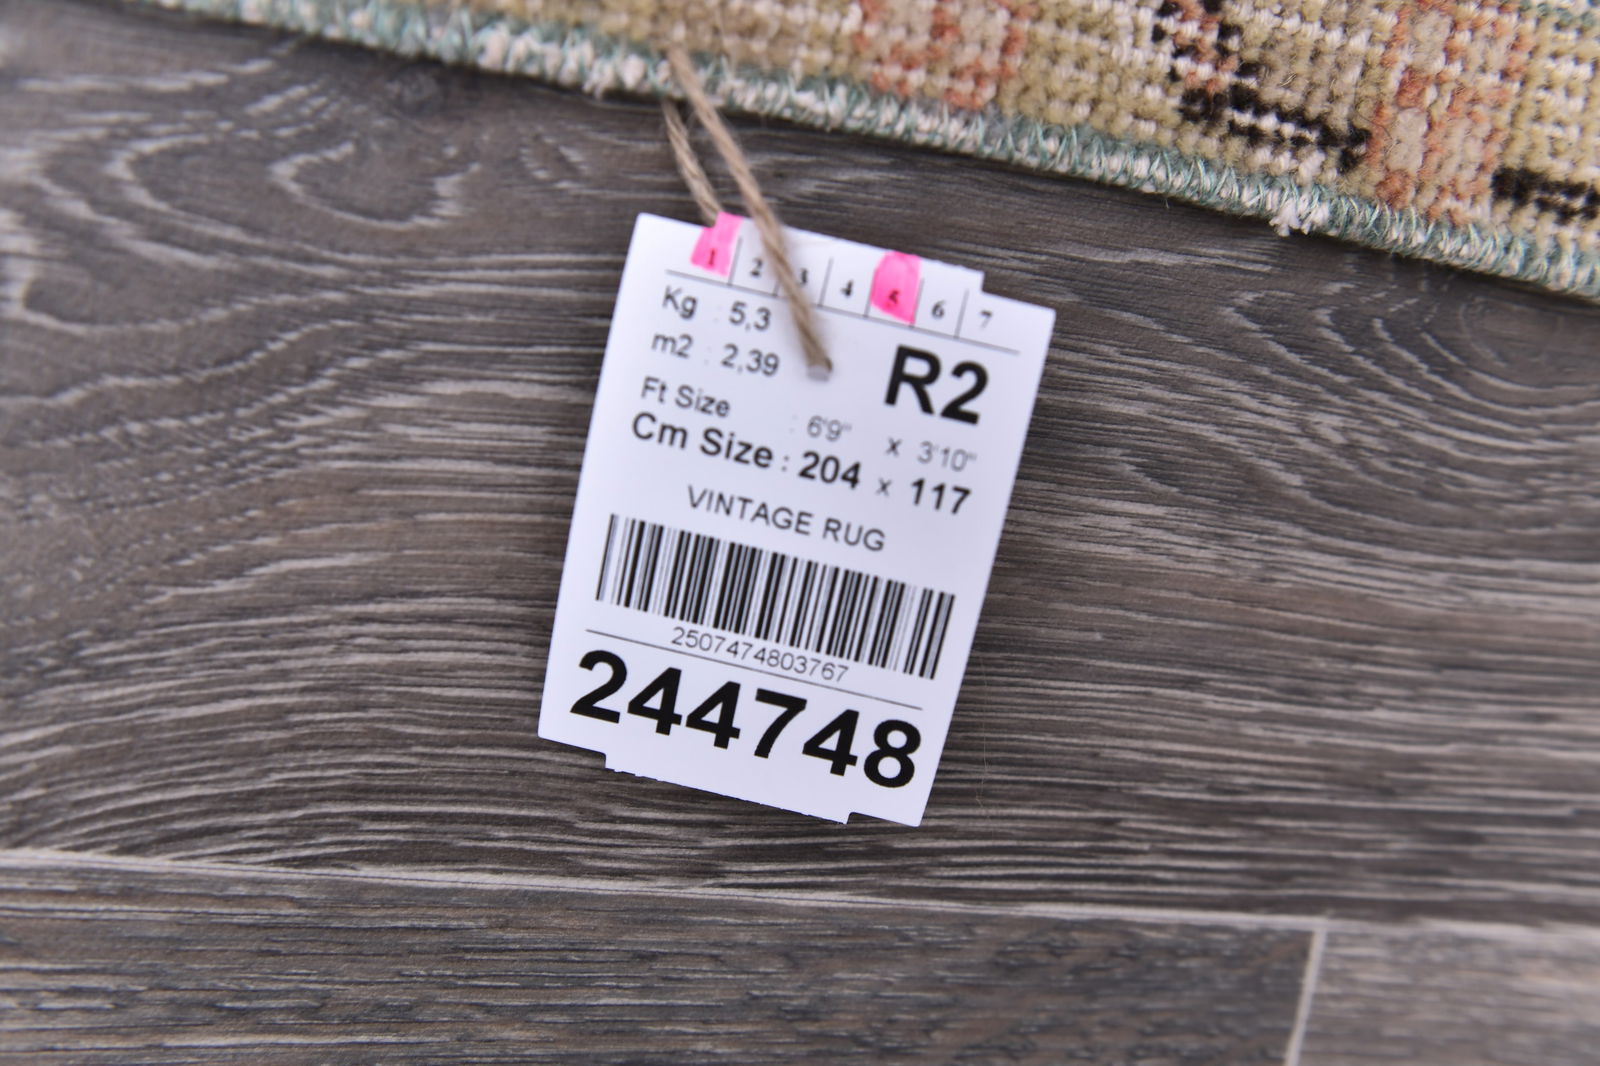 1 2 3 4 5 6 7
Kg : 5,3
m2 : 2,39
R2
Ft Size : 6'9" x 3'10"
Cm Size : 204 x 117
VINTAGE RUG
2507474803767
244748